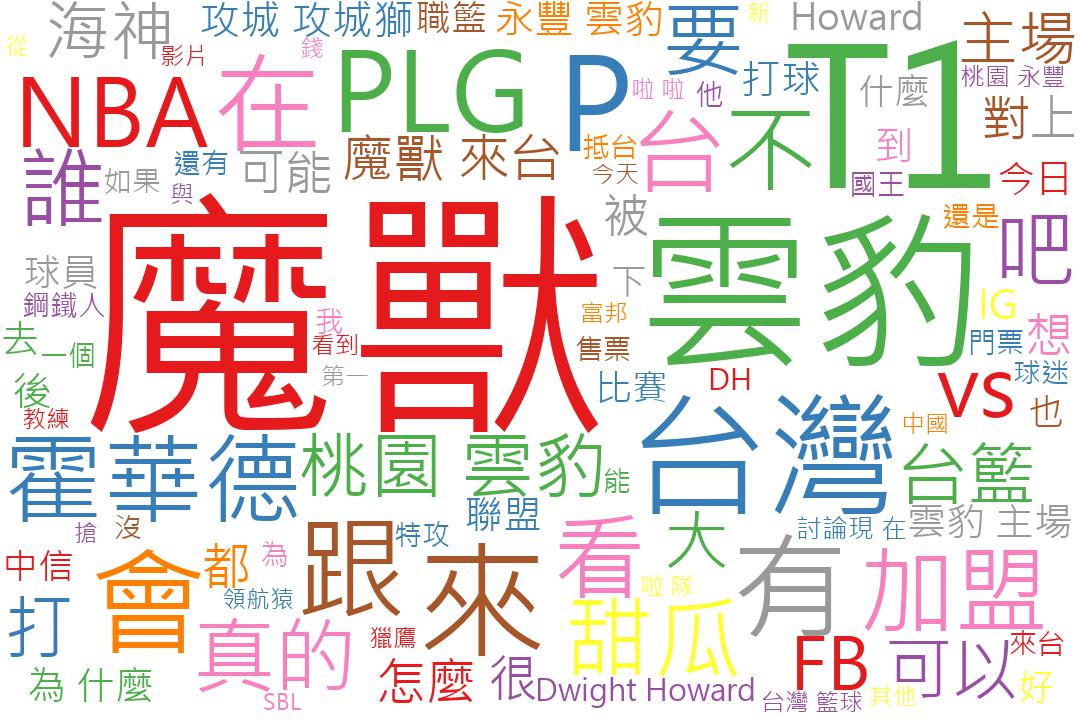 海神 攻城 攻城獅 職籃 永豐 雲豹 要 新 Howard 主場
從 影片 錢
NBA 在 PLG P 啦 啦 他 打球 T1 什麼 桃園 永豐
魔獸 來台 抵台 台 不 到 對 上
誰 如果 還有 與 可能 今天 國王 今日
魔獸 被 雲豹 還是 吧
球員 下
鋼鐵人 我 富邦 IG 想
去 一個 看到 售票 門票
後 第一 比賽 DH vs 球迷
教練 台灣 中國 也
霍華德 桃園 雲豹 能 台籃
搶 沒 特攻 聯盟 看 大 討論現 在 雲豹 主場
中信 會 都 為 跟 來 有 加盟
打 領航猿 啦 隊 甜瓜
真的 獵鷹 FB 可以 來台
為 什麼 SBL 怎麼 很 Dwight Howard 台灣 籃球 其他 好